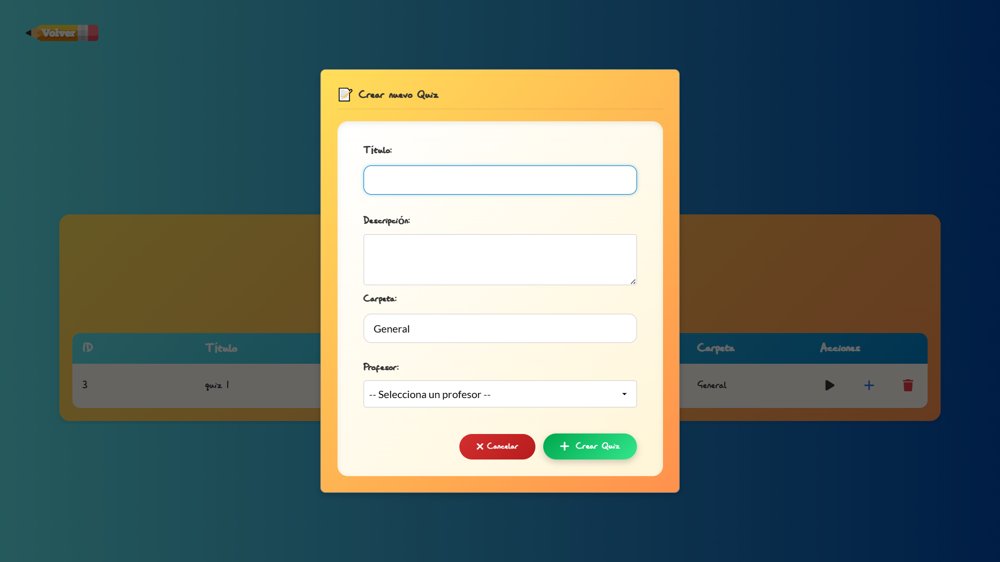 Volver
Crear nuevo Quiz
Título:
Descripción:
Carpeta:
General
Profesor:
-- Selecciona un profesor --
Cancelar
Crear Quiz
ID Título Carpeta Acciones
3 quiz 1 General